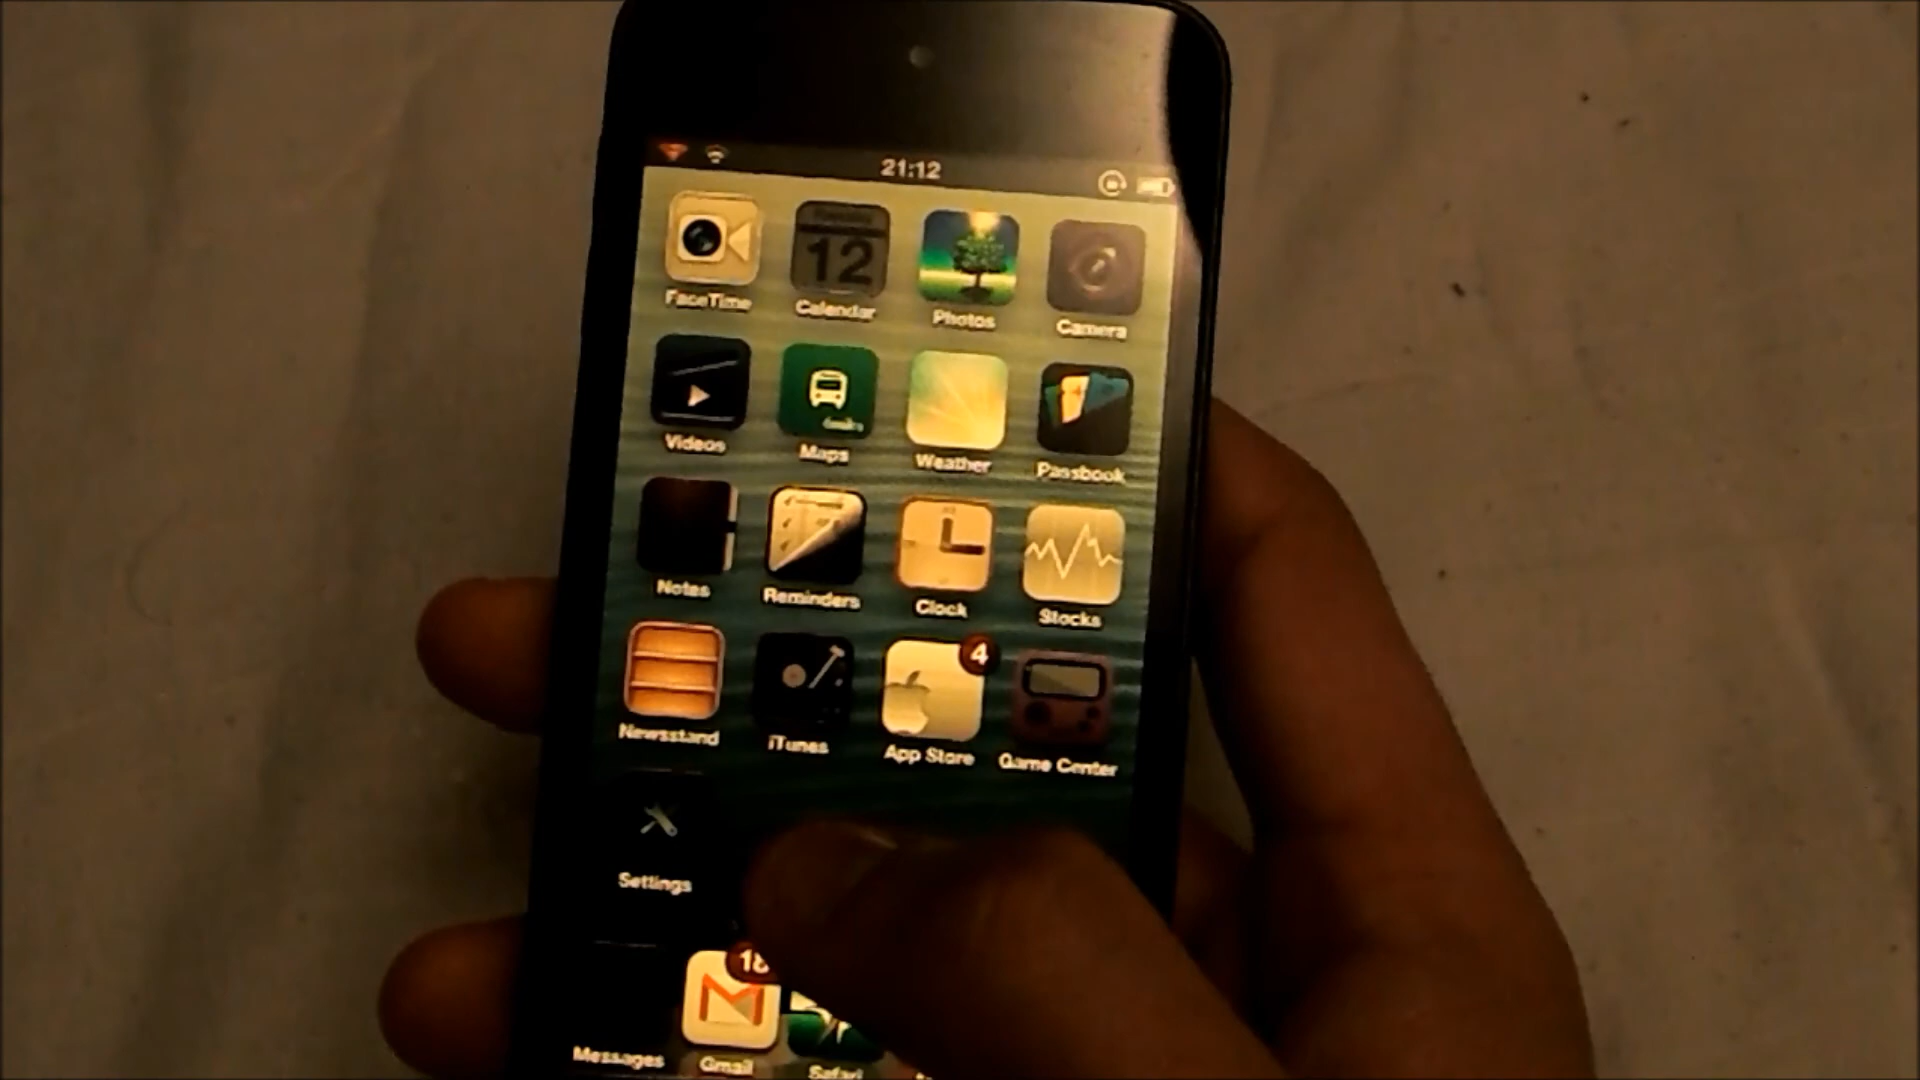 21:12
12
FaceTime
Calendar
Photos
Camera
Videos
Maps
Weather
Passbook
Notes
Reminders
Clock
Stocks
4
Newsstand
iTunes
App Store
Game Center
Settings
18
Messages
Gmail
Safari